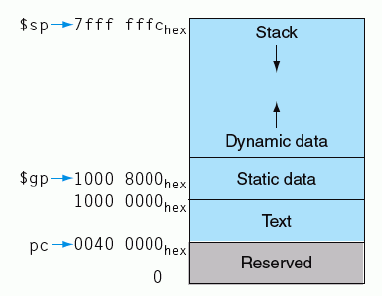 $sp 7fff fffc hex
Stack
Dynamic data
$gp 1000 8000 hex
Static data
1000 0000 hex
Text
pc 0040 0000 hex
Reserved
0